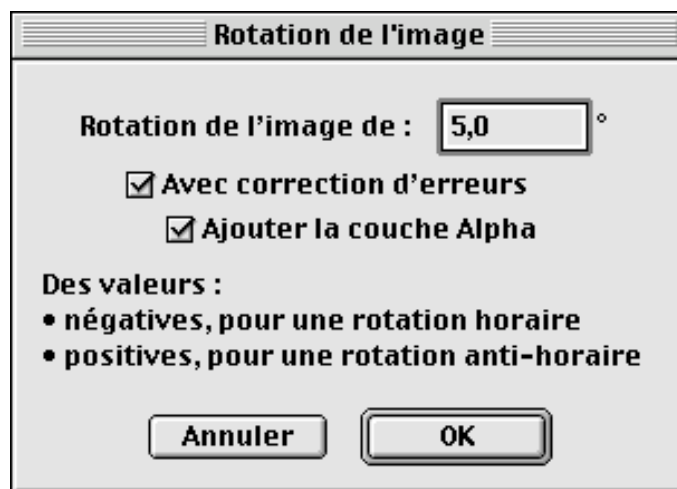 Rotation de l'image
Rotation de l’image de : 5,0 °
Avec correction d’erreurs
Ajouter la couche Alpha
Des valeurs :
• négatives, pour une rotation horaire
• positives, pour une rotation anti-horaire
Annuler OK